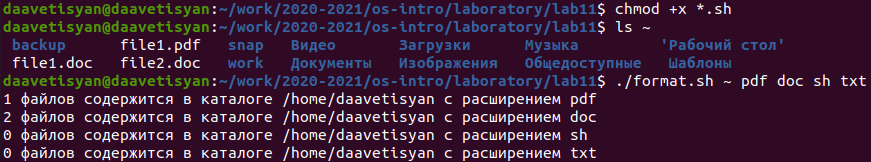 daavetisyan@daavetisyan:~/work/2020-2021/os-intro/laboratory/lab11$ chmod +x *.sh
daavetisyan@daavetisyan:~/work/2020-2021/os-intro/laboratory/lab11$ ls ~
backup file1.pdf snap Видео Загрузки Музыка 'Рабочий стол'
file1.doc file2.doc work Документы Изображения Общедоступные Шаблоны
daavetisyan@daavetisyan:~/work/2020-2021/os-intro/laboratory/lab11$ ./format.sh ~ pdf doc sh txt
1 файлов содержится в каталоге /home/daavetisyan с расширением pdf
2 файлов содержится в каталоге /home/daavetisyan с расширением doc
0 файлов содержится в каталоге /home/daavetisyan с расширением sh
0 файлов содержится в каталоге /home/daavetisyan с расширением txt